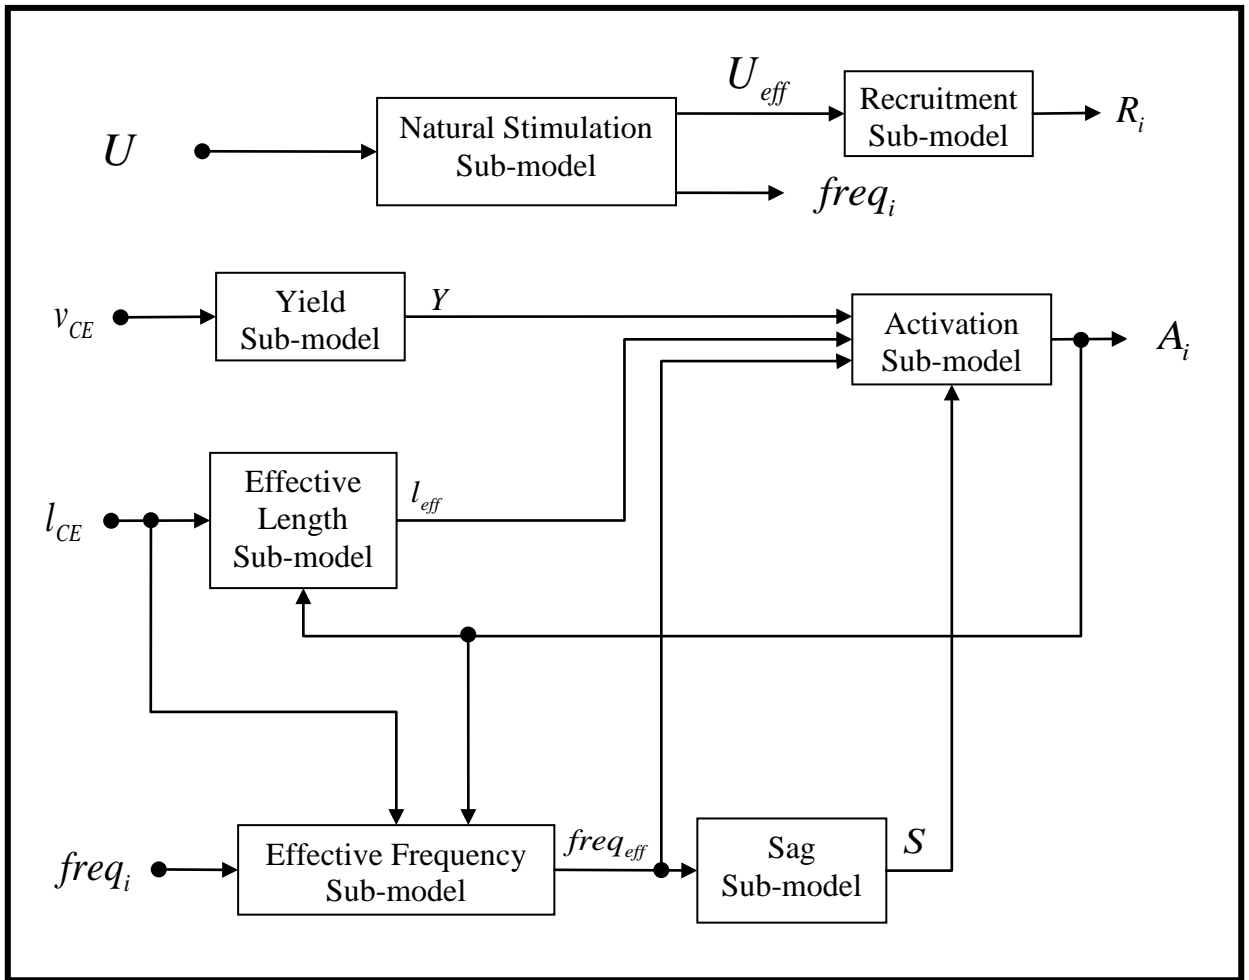 U
Natural Stimulation
Sub-model
U_eff
Recruitment
Sub-model
R_i
freq_i
v_CE
Yield
Sub-model
Y
Activation
Sub-model
A_i
l_CE
Effective
Length
Sub-model
l_eff
freq_i
Effective Frequency
Sub-model
freq_eff
Sag
Sub-model
S